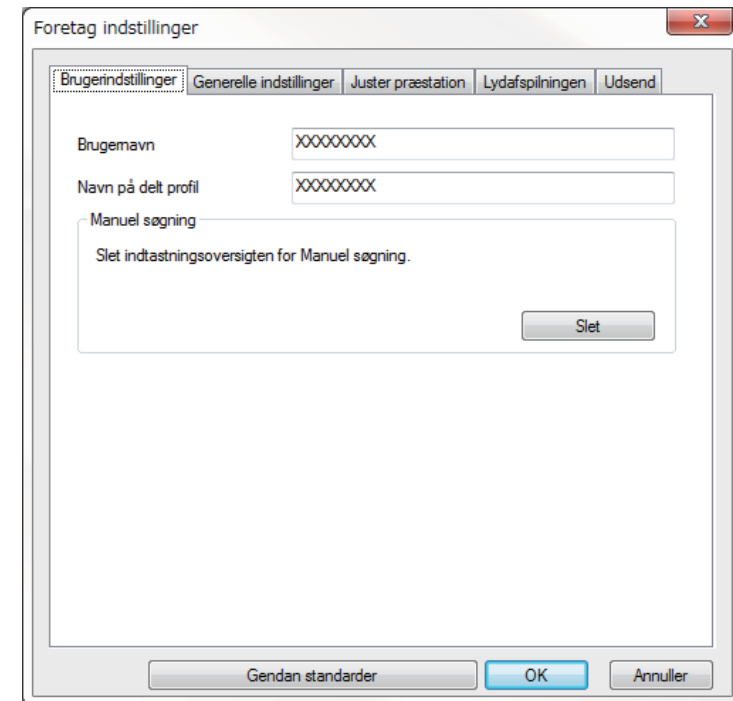 Foretag indstillinger
Brugerindstillinger Generelle indstillinger Juster præstation Lydafspilningen Udsend
Brugernavn XXXXXXXX
Navn på delt profil XXXXXXXX
Manuel søgning
Slet indtastningsoversigten for Manuel søgning.
Slet
Gendan standarder OK Annuller